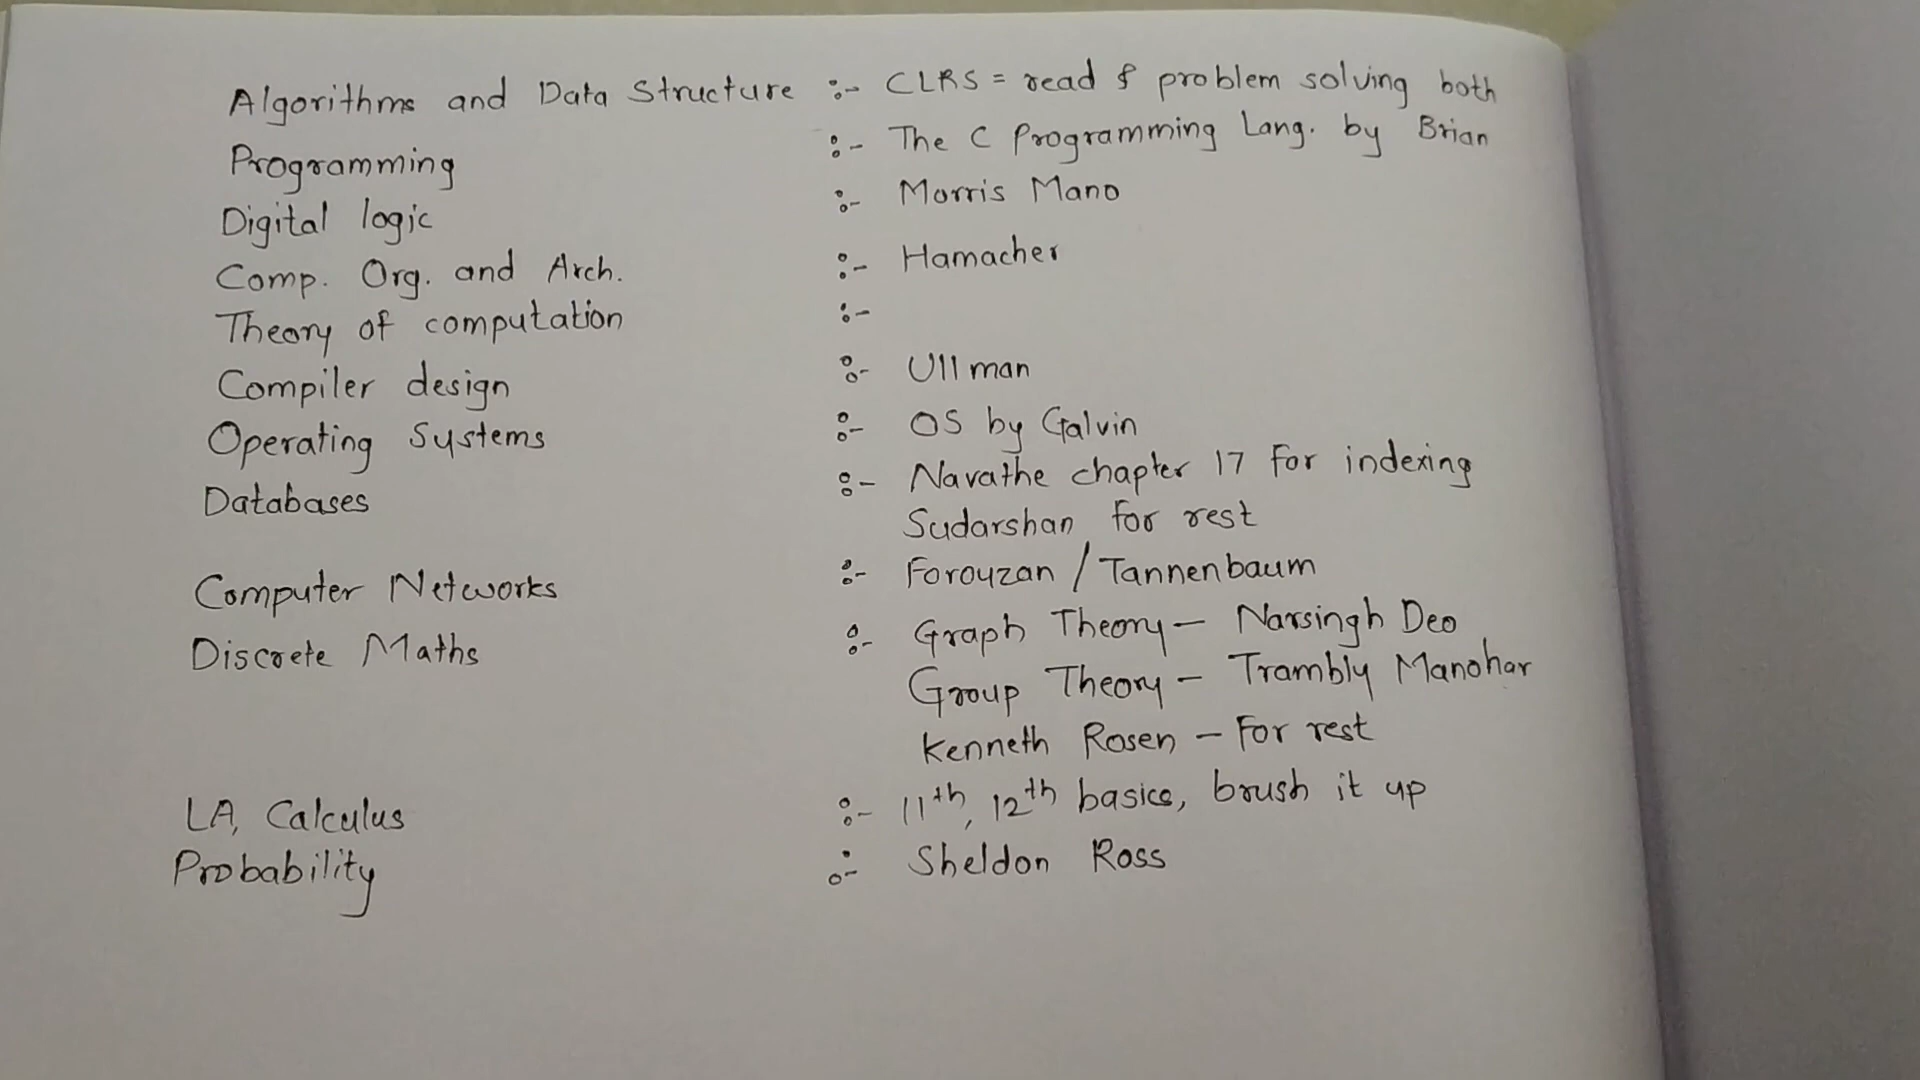 Algorithms and Data Structure :- CLRS = read & problem solving both
Programming :- The C Programming Lang. by Brian
Digital logic :- Morris Mano
Comp. Org. and Arch. :- Hamacher
Theory of computation :-
Compiler design :- Ullman
Operating Systems :- OS by Galvin
Databases :- Navathe chapter 17 for indexing
Sudarshan for rest
Computer Networks :- Forouzan / Tannenbaum
Discrete Maths :- Graph Theory - Narsingh Deo
Group Theory - Trambly Manohar
Kenneth Rosen - For rest
LA, Calculus :- 11th, 12th basics, brush it up
Probability :- Sheldon Ross